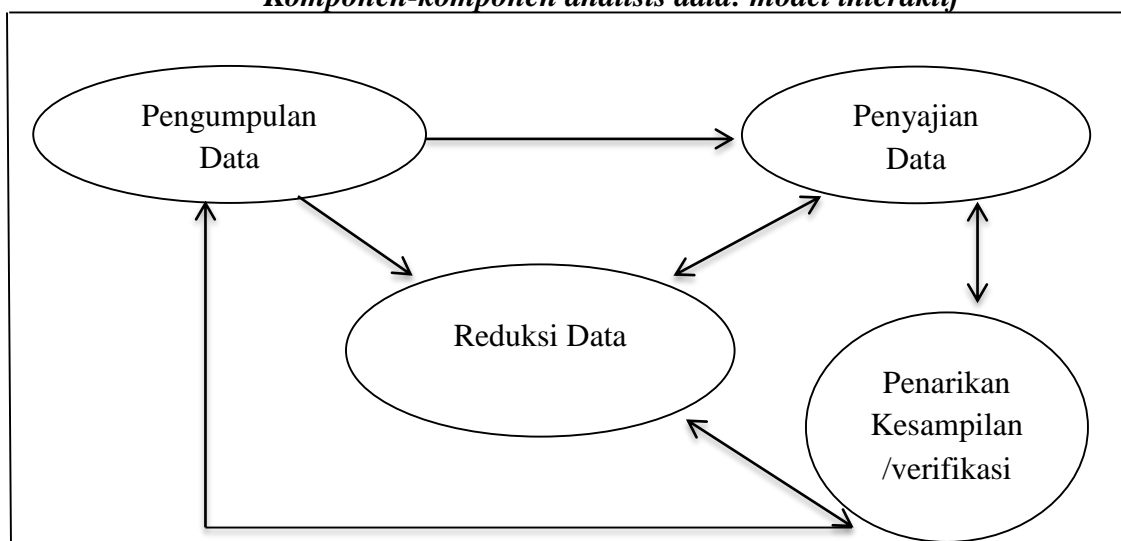 Komponen-komponen analisis data: model interaktif
Pengumpulan
Data
Penyajian
Data
Reduksi Data
Penarikan
Kesampilan
/verifikasi